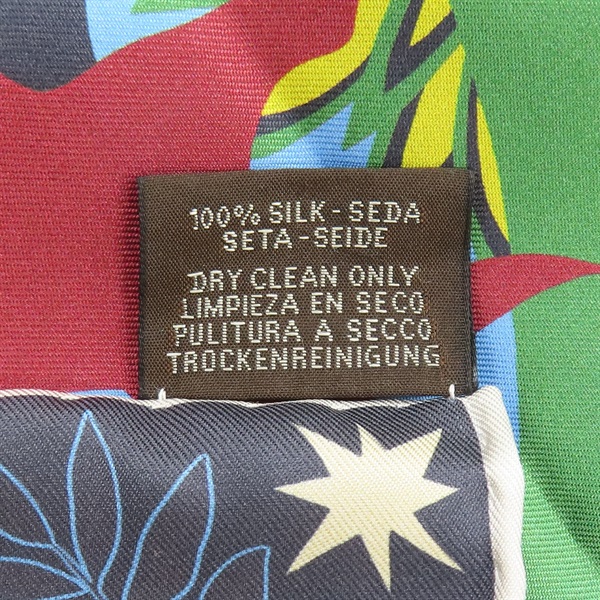 100% SILK-SEDA
SETA-SEIDE
DRY CLEAN ONLY
LIMPIEZA EN SECO
PULITURA A SECCO
TROCKENREINIGUNG